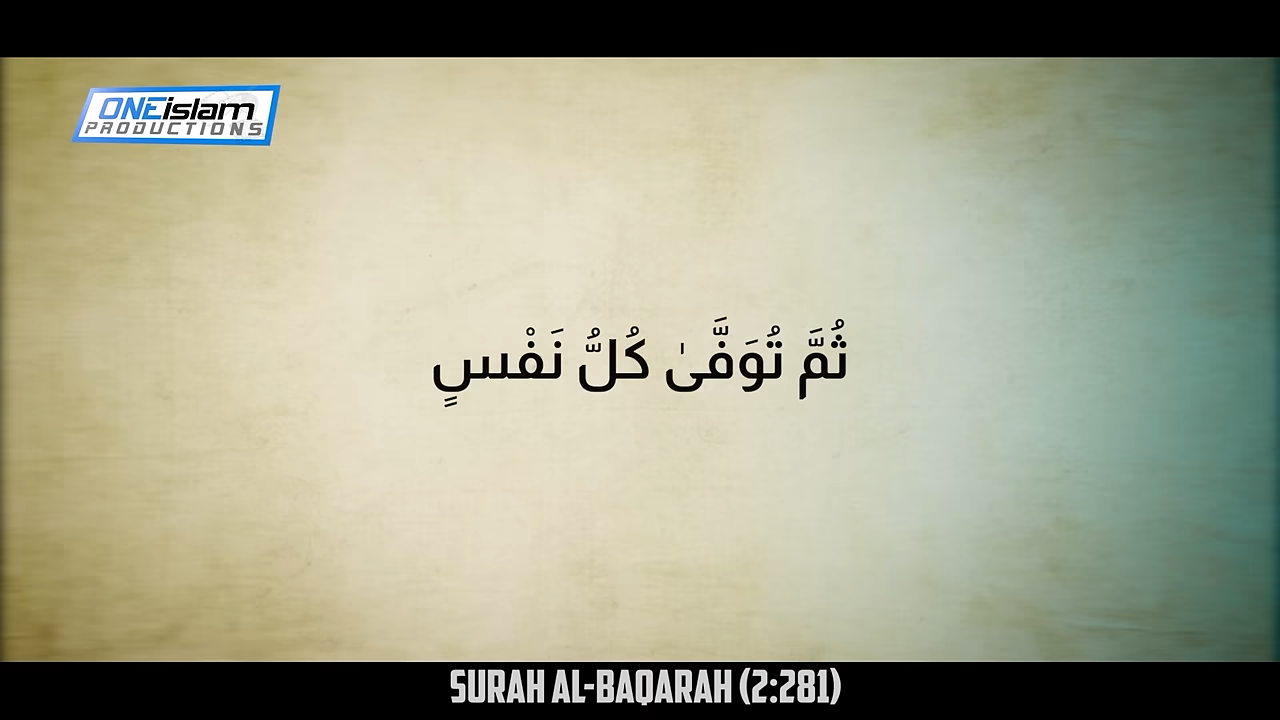 ONEislam
PRODUCTIONS
ثُمَّ تُوَفَّىٰ كُلُّ نَفْسٍ
SURAH AL-BAQARAH (2:281)